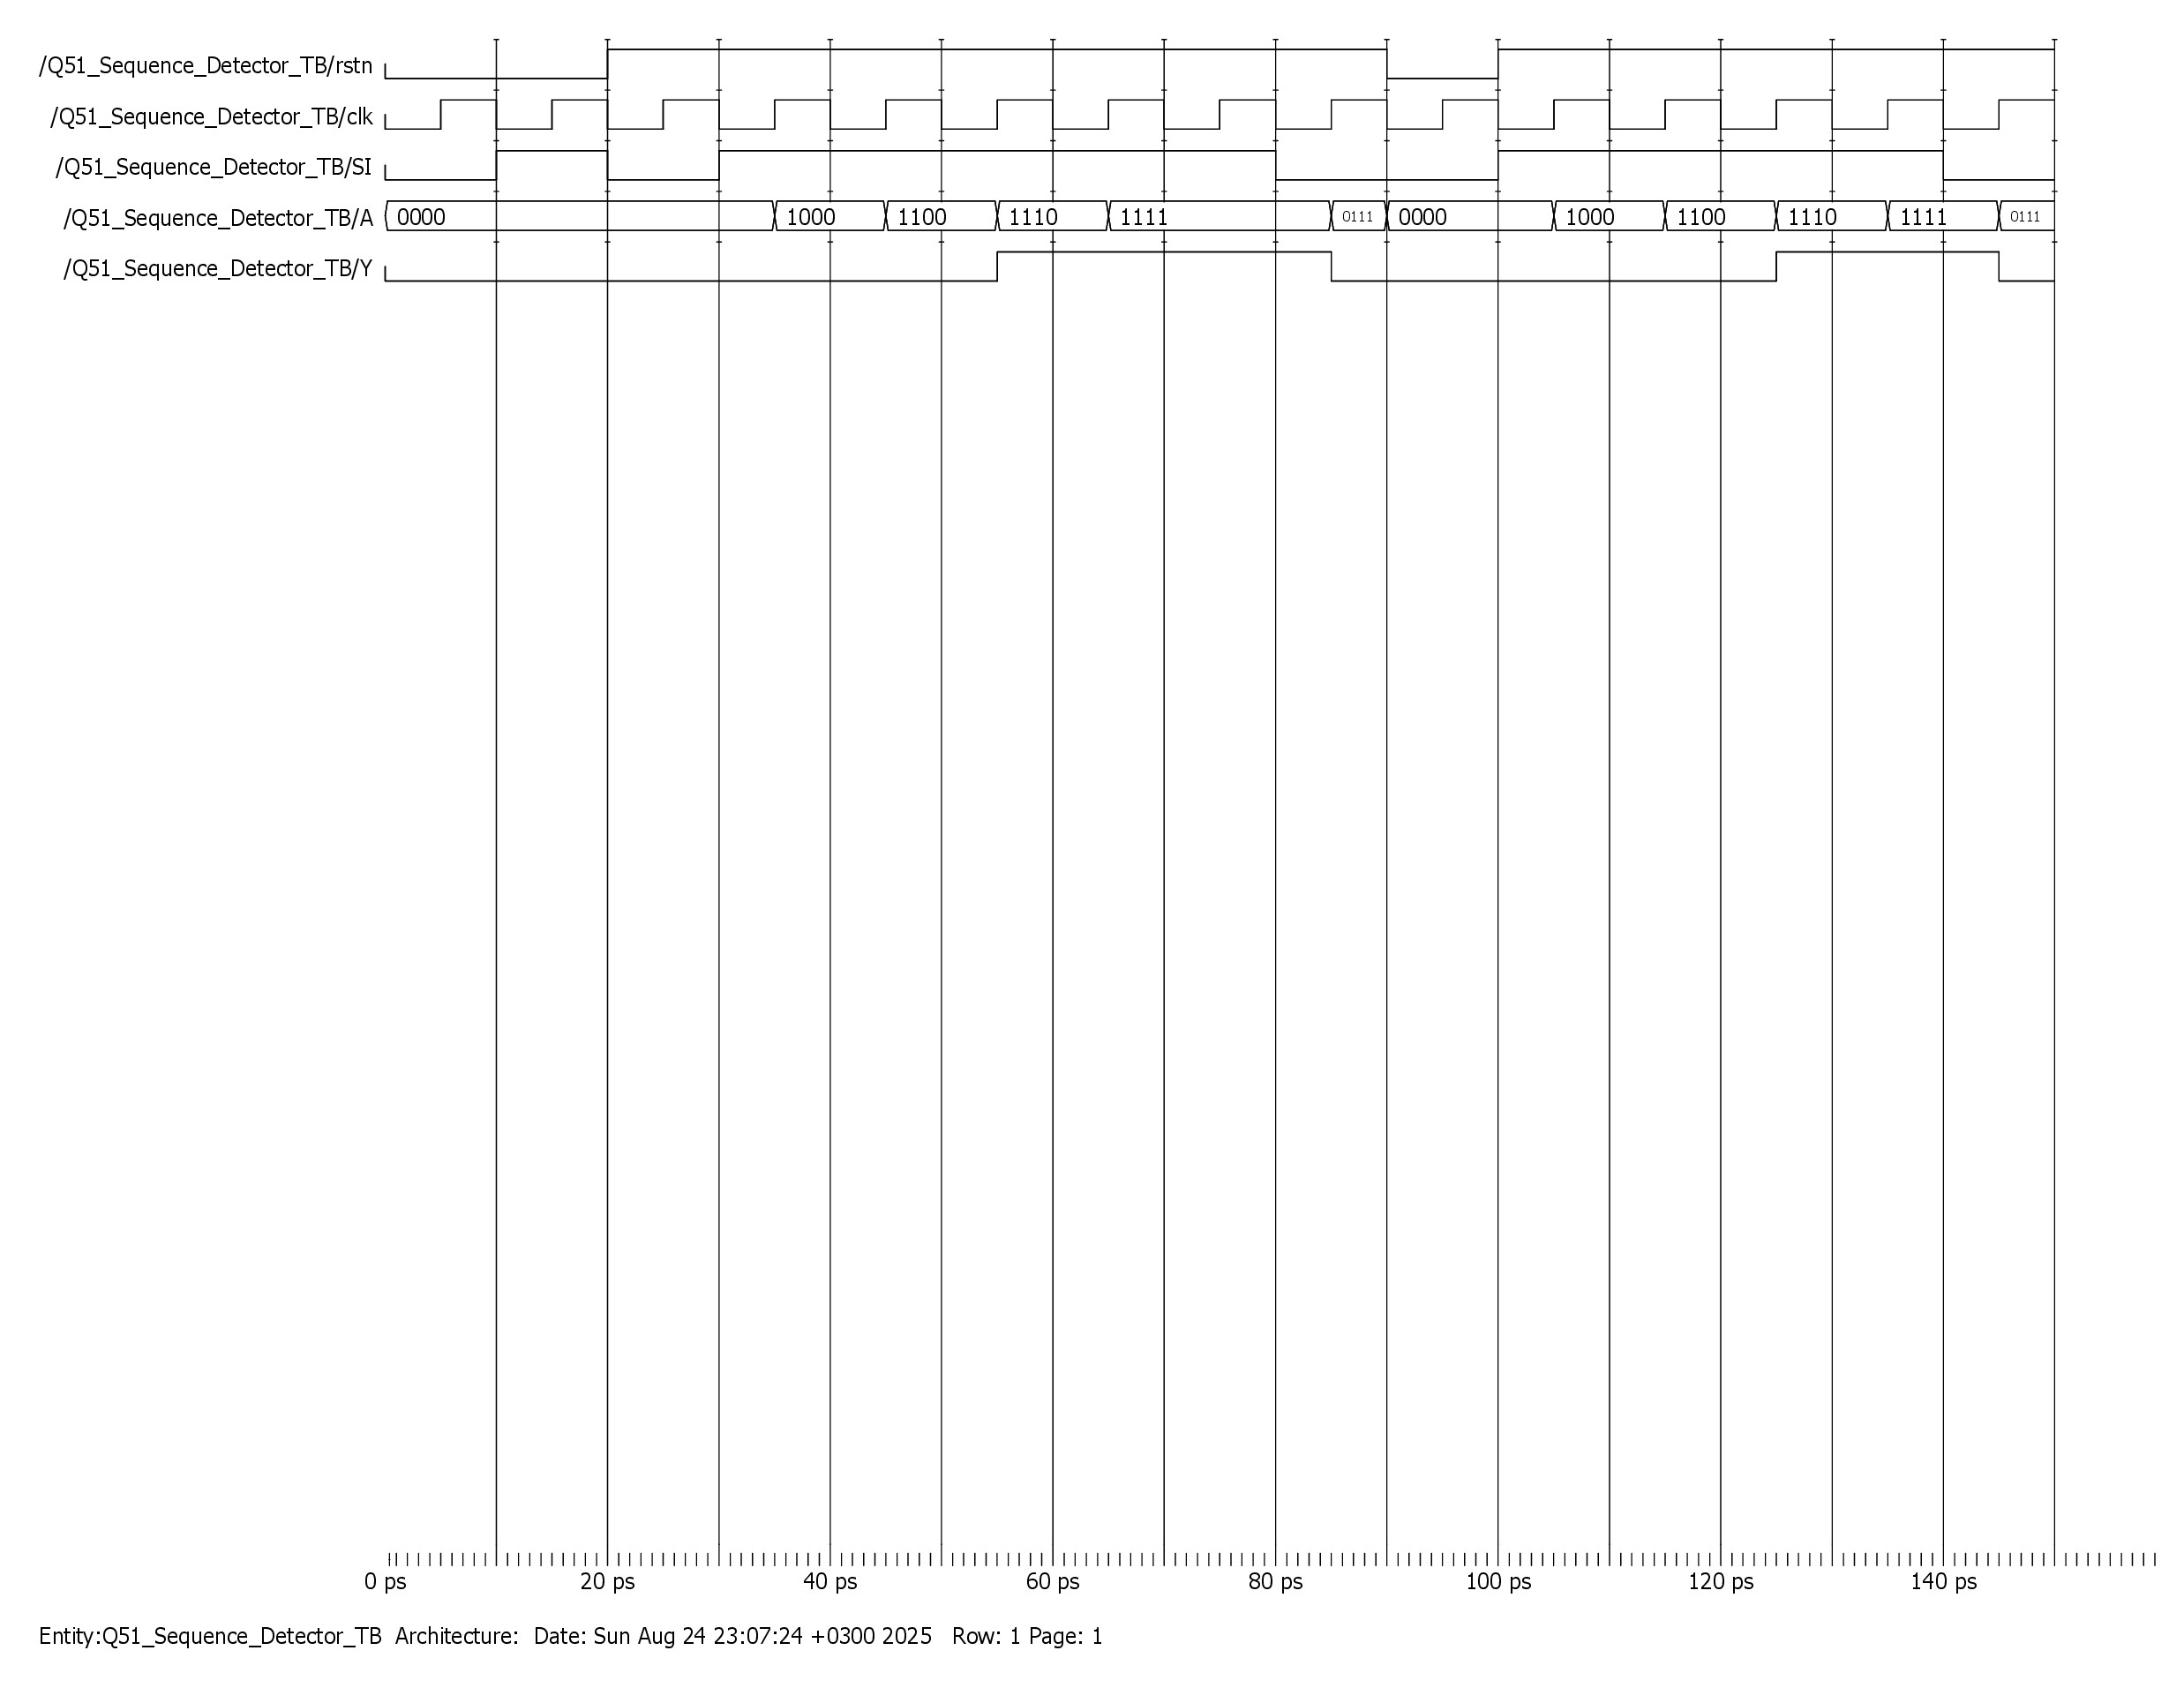 /Q51_Sequence_Detector_TB/rstn
/Q51_Sequence_Detector_TB/clk
/Q51_Sequence_Detector_TB/SI
/Q51_Sequence_Detector_TB/A 0000 1000 1100 1110 1111 0111 0000 1000 1100 1110 1111 0111
/Q51_Sequence_Detector_TB/Y
0 ps 20 ps 40 ps 60 ps 80 ps 100 ps 120 ps 140 ps
Entity:Q51_Sequence_Detector_TB Architecture: Date: Sun Aug 24 23:07:24 +0300 2025 Row: 1 Page: 1